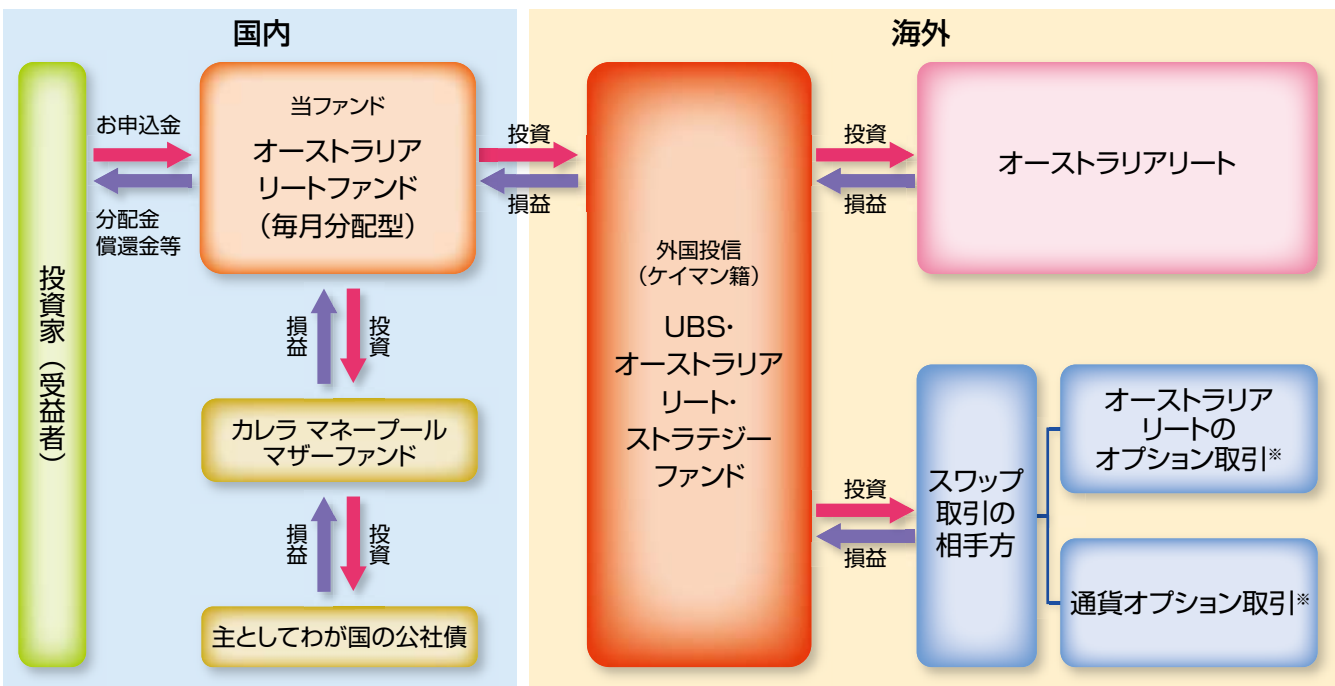 国内
投資家（受益者）
お申込金
分配金
償還金等
当ファンド
オーストラリア
リートファンド
（毎月分配型）
損益
投資
カレラ マネープール
マザーファンド
損益
投資
主としてわが国の公社債
投資
損益
海外
外国投信
（ケイマン籍）
UBS・
オーストラリア
リート・
ストラテジー
ファンド
投資
損益
オーストラリアリート
投資
損益
スワップ
取引の
相手方
オーストラリア
リートの
オプション取引※
通貨オプション取引※